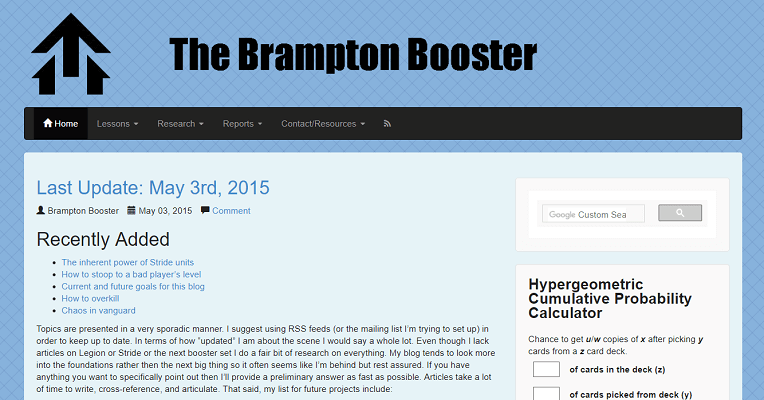 The Brampton Booster
Home Lessons Research Reports Contact/Resources
Last Update: May 3rd, 2015
Brampton Booster May 03, 2015 Comment
Recently Added
The inherent power of Stride units
How to stoop to a bad player's level
Current and future goals for this blog
How to overkill
Chaos in vanguard
Topics are presented in a very sporadic manner. I suggest using RSS feeds (or the mailing list I'm trying to set up) in
order to keep up to date. In terms of how "updated" I am about the scene I would say a whole lot. Even though I lack
articles on Legion or Stride or the next booster set I do a fair bit of research on everything. My blog tends to look more
into the foundations rather then the next big thing so it often seems like I'm behind but rest assured. If you have
anything you want to specifically point out then I'll provide a preliminary answer as fast as possible. Articles take a lot
of time to write, cross-reference, and articulate. That said, my list for future projects include:
Google Custom Sea
Hypergeometric
Cumulative Probability
Calculator
Chance to get u/w copies of x after picking y
cards from a z card deck.
of cards in the deck (z)
of cards picked from deck (y)